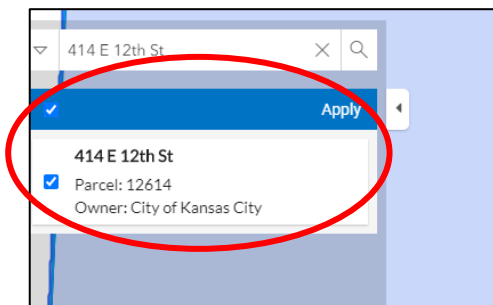 414 E 12th St
Apply
414 E 12th St
Parcel: 12614
Owner: City of Kansas City